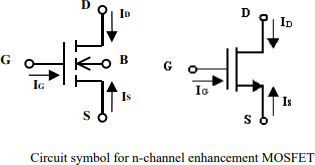 D
ID
G
B
IG
IS
S
D
ID
G
IG
IS
S
Circuit symbol for n-channel enhancement MOSFET